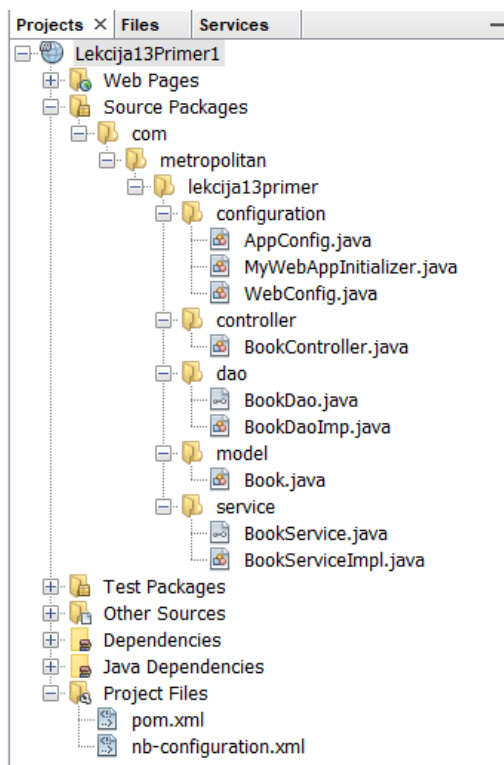 Projects × Files Services
Lekcija13Primer1
Web Pages
Source Packages
com
metropolitan
lekcija13primer
configuration
AppConfig.java
MyWebAppInitializer.java
WebConfig.java
controller
BookController.java
dao
BookDao.java
BookDaoImp.java
model
Book.java
service
BookService.java
BookServiceImpl.java
Test Packages
Other Sources
Dependencies
Java Dependencies
Project Files
pom.xml
nb-configuration.xml